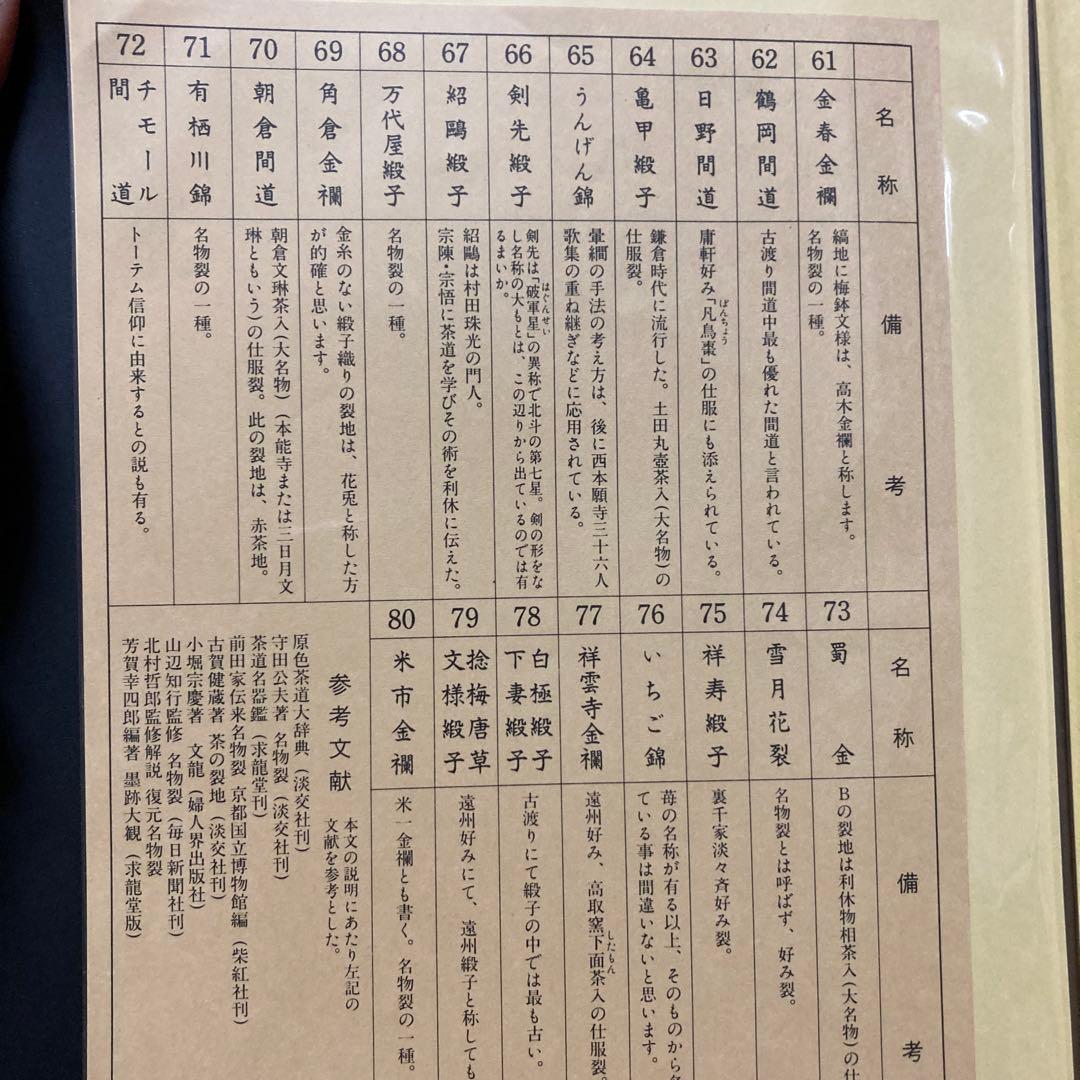 名称
備考
61
金春金襴
縞地に梅鉢文様は、高木金襴と称します。
名物裂の一種。
62
鶴岡間道
古渡り間道中最も優れた間道と言われている。
63
日野間道
庸軒好み「凡鳥棗」の仕服にも添えられている。
ぼんちょう
64
亀甲緞子
鎌倉時代に流行した。土田丸壺茶入(大名物)の
仕服裂。
65
うんげん錦
暈繝の手法の考え方は、後に西本願寺三十六人
歌集の重ね継ぎなどに応用されている。
66
剣先緞子
剣先は「破軍星」の異称で北斗の第七星。剣の形をな
はぐんせい
し名称の大もとは、この辺りから出ているのでは有
るまいか。
67
紹鷗緞子
紹鷗は村田珠光の門人。
宗陳・宗悟に茶道を学びその術を利休に伝えた。
68
万代屋緞子
名物裂の一種。
69
角倉金襴
金糸のない緞子織りの裂地は、花兎と称した方
が的確と思います。
70
朝倉間道
朝倉文琳茶入(大名物)(本能寺または三日月文
琳ともいう)の仕服裂。此の裂地は、赤茶地。
71
有栖川錦
名物裂の一種。
72
チモール
間道
トーテム信仰に由来するとの説も有る。
名称
備考
73
蜀金
Bの裂地は利休物相茶入(大名物)の仕
74
雪月花裂
名物裂とは呼ばず、好み裂。
75
祥寿緞子
裏千家淡々斉好み裂。
76
いちご錦
苺の名称が有る以上、そのものから名
ている事は間違いないと思います。
77
祥雲寺金襴
遠州好み、高取窯下面茶入の仕服裂。
したもん
78
白極緞子
下妻緞子
古渡りにて緞子の中では最も古い。
79
捻梅唐草
文様緞子
遠州好みにて、遠州緞子と称しても
80
米市金襴
米一金襴とも書く。名物裂の一種。
参考文献
本文の説明にあたり左記の
文献を参考とした。
原色茶道大辞典(淡交社刊)
守田公夫著 名物裂(淡交社刊)
茶道名器鑑(求龍堂刊)
前田家伝来名物裂 京都国立博物館編(紫紅社刊)
古賀健蔵著 茶の裂地(淡交社刊)
小堀宗慶著 文龍(婦人界出版社)
山辺知行監修 名物裂(毎日新聞社刊)
北村哲郎監修解説 復元名物裂
芳賀幸四郎編著 墨跡大観(求龍堂版)